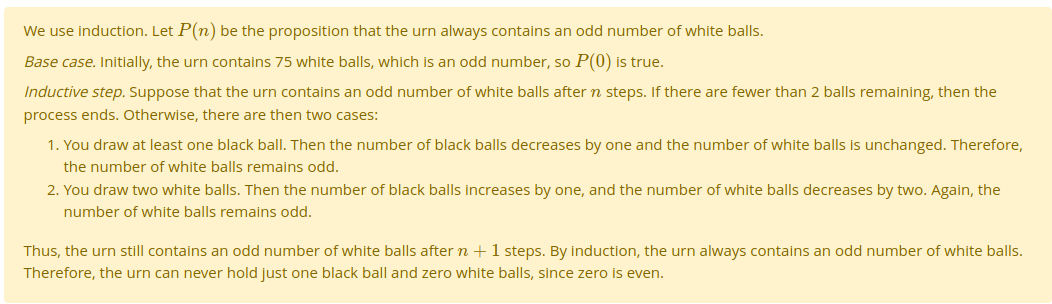 We use induction. Let P(n) be the proposition that the urn always contains an odd number of white balls.
Base case. Initially, the urn contains 75 white balls, which is an odd number, so P(0) is true.
Inductive step. Suppose that the urn contains an odd number of white balls after n steps. If there are fewer than 2 balls remaining, then the
process ends. Otherwise, there are then two cases:
1. You draw at least one black ball. Then the number of black balls decreases by one and the number of white balls is unchanged. Therefore,
the number of white balls remains odd.
2. You draw two white balls. Then the number of black balls increases by one, and the number of white balls decreases by two. Again, the
number of white balls remains odd.
Thus, the urn still contains an odd number of white balls after n + 1 steps. By induction, the urn always contains an odd number of white balls.
Therefore, the urn can never hold just one black ball and zero white balls, since zero is even.